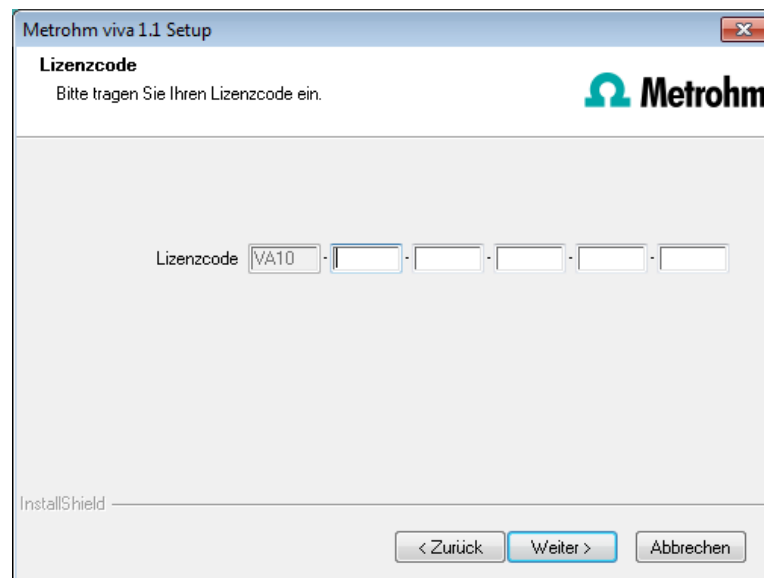 Metrohm viva 1.1 Setup
Lizenzcode
Bitte tragen Sie Ihren Lizenzcode ein.
Metrohm
Lizenzcode VA10 - - - - -
InstallShield
< Zurück Weiter > Abbrechen